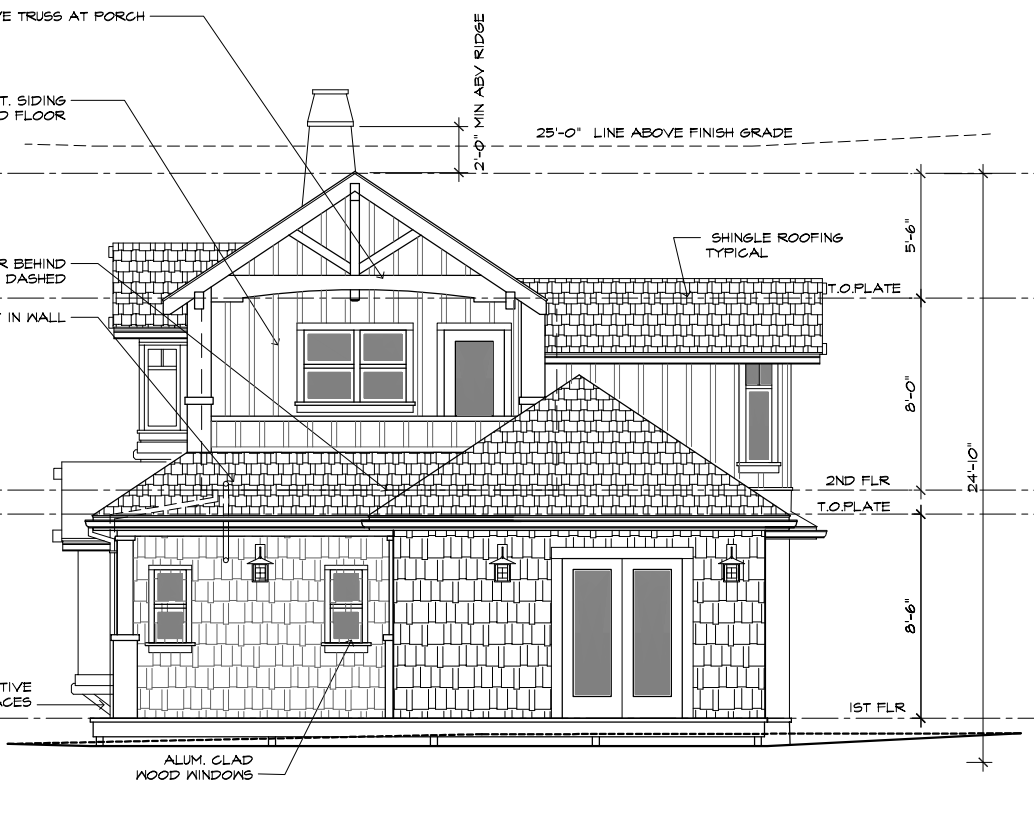 VE TRUSS AT PORCH
2'-0" MIN ABV RIDGE
T. SIDING
D FLOOR
25'-0" LINE ABOVE FINISH GRADE
5'-6"
SHINGLE ROOFING
TYPICAL
R BEHIND
DASHED
T.O.PLATE
IN WALL
8'-0"
24'-10"
2ND FLR
T.O.PLATE
8'-6"
TIVE
ACES
1ST FLR
ALUM. CLAD
WOOD WINDOWS